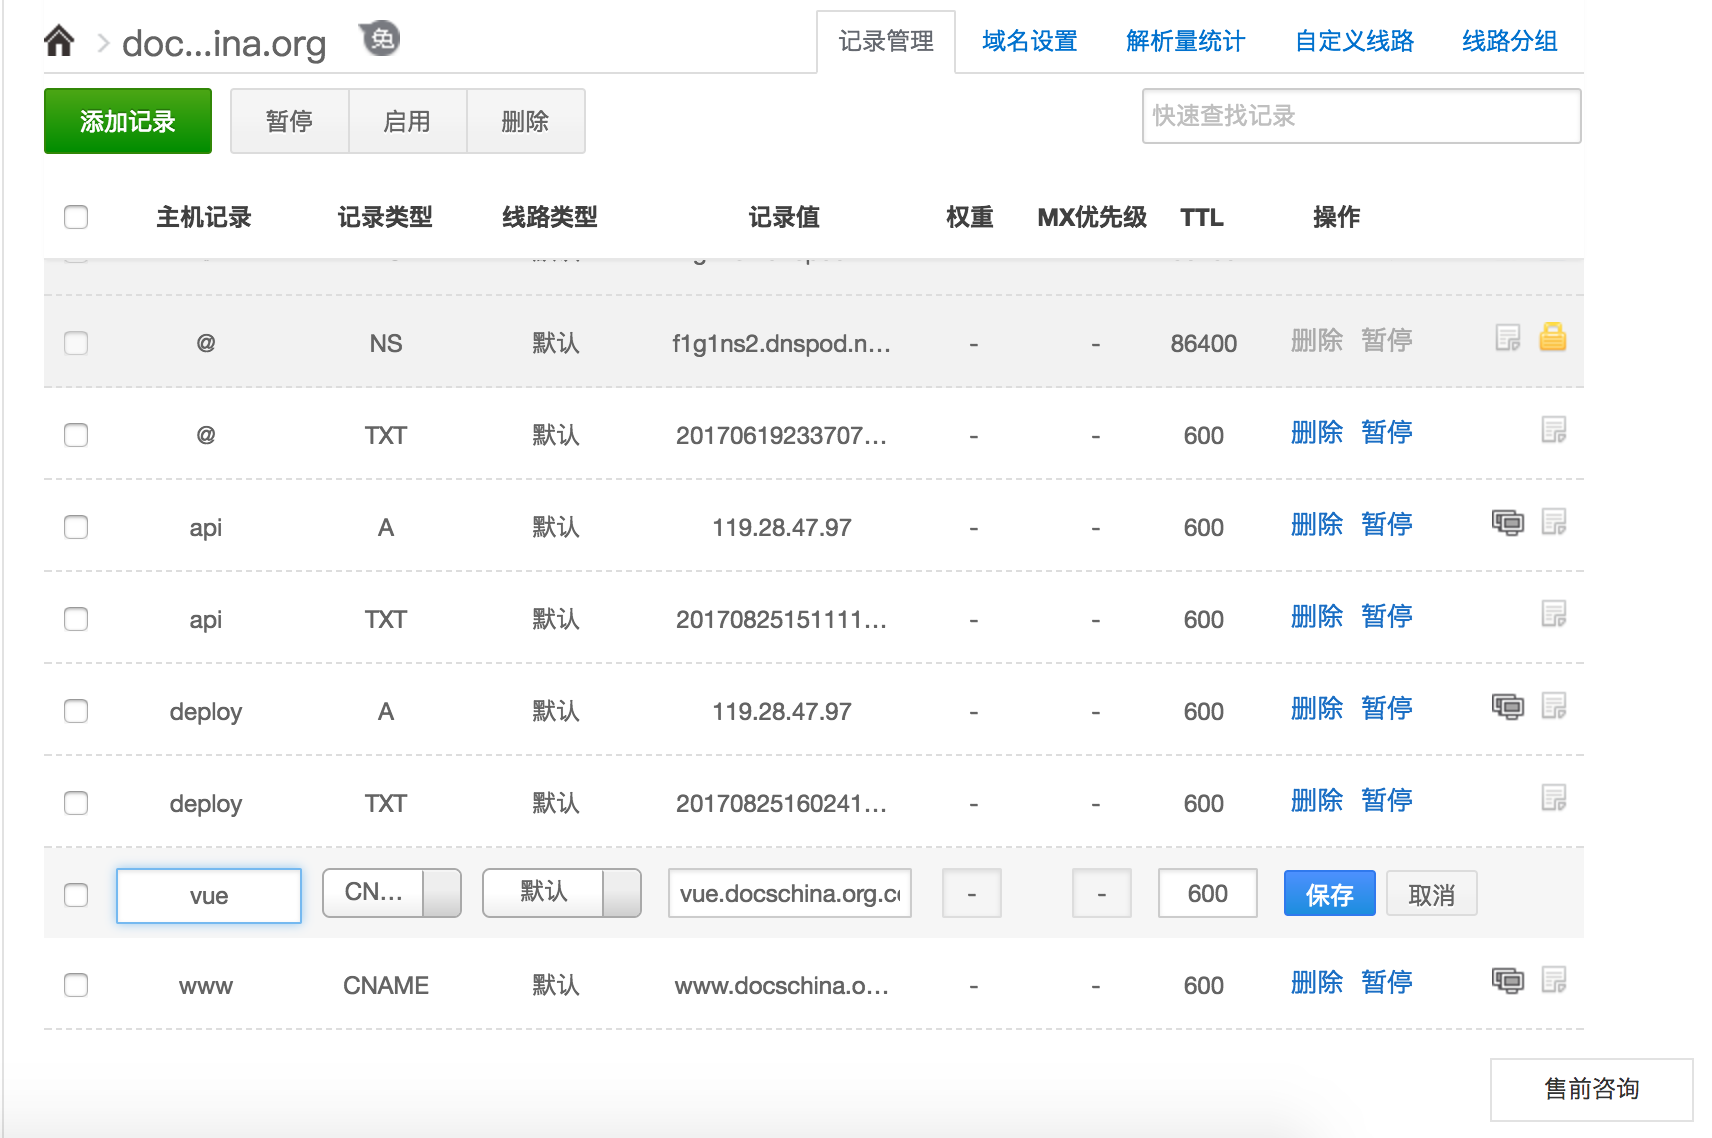 doc...ina.org 免 记录管理 域名设置 解析量统计 自定义线路 线路分组
添加记录 暂停 启用 删除 快速查找记录
主机记录 记录类型 线路类型 记录值 权重 MX优先级 TTL 操作
@ NS 默认 f1g1ns2.dnspod.n... - - 86400 删除 暂停
@ TXT 默认 20170619233707... - - 600 删除 暂停
api A 默认 119.28.47.97 - - 600 删除 暂停
api TXT 默认 20170825151111... - - 600 删除 暂停
deploy A 默认 119.28.47.97 - - 600 删除 暂停
deploy TXT 默认 20170825160241... - - 600 删除 暂停
vue CN... 默认 vue.docschina.org.c - - 600 保存 取消
www CNAME 默认 www.docschina.o... - - 600 删除 暂停
售前咨询